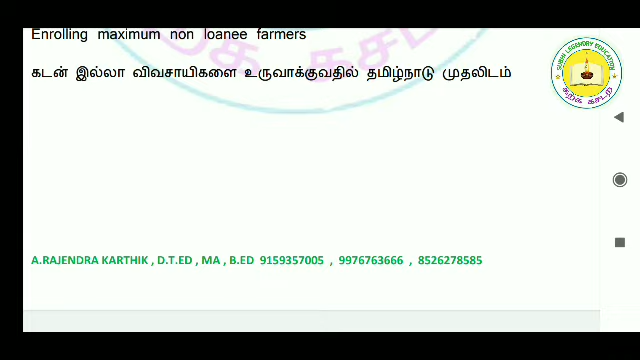 Enrolling maximum non loanee farmers
கடன் இல்லா விவசாயிகளை உருவாக்குவதில் தமிழ்நாடு முதலிடம்
A.RAJENDRA KARTHIK , D.T.ED , MA , B.ED 9159357005 , 9976763666 , 8526278585